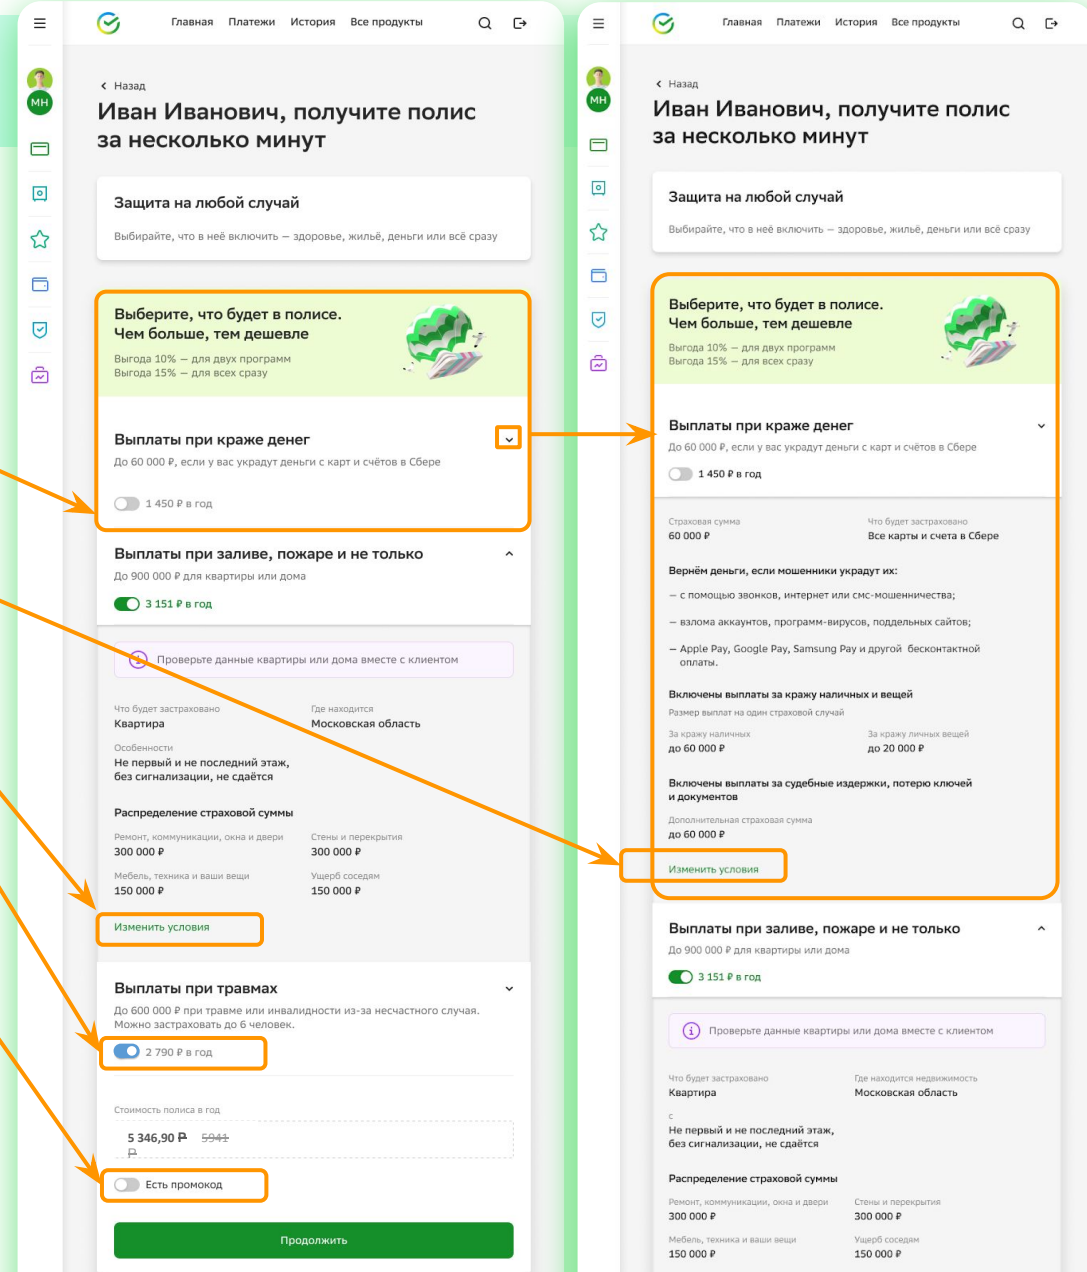 Главная Платежи История Все продукты
МН
Назад
Иван Иванович, получите полис
за несколько минут
Защита на любой случай
Выбирайте, что в неё включить — здоровье, жильё, деньги или всё сразу
Выберите, что будет в полисе.
Чем больше, тем дешевле
Выгода 10% — для двух программ
Выгода 15% — для всех сразу
Выплаты при краже денег
До 60 000 ₽, если у вас украдут деньги с карт и счётов в Сбере
1 450 ₽ в год
Выплаты при заливе, пожаре и не только
До 900 000 ₽ для квартиры или дома
3 151 ₽ в год
Проверьте данные квартиры или дома вместе с клиентом
Что будет застраховано Где находится
Квартира Московская область
Особенности
Не первый и не последний этаж,
без сигнализации, не сдаётся
Распределение страховой суммы
Ремонт, коммуникации, окна и двери Стены и перекрытия
300 000 ₽ 300 000 ₽
Мебель, техника и ваши вещи Ущерб соседям
150 000 ₽ 150 000 ₽
Изменить условия
Выплаты при травмах
До 600 000 ₽ при травме или инвалидности из-за несчастного случая.
Можно застраховать до 6 человек.
2 790 ₽ в год
Стоимость полиса в год
5 346,90 ₽ 5941
₽
Есть промокод
Продолжить
Главная Платежи История Все продукты
МН
Назад
Иван Иванович, получите полис
за несколько минут
Защита на любой случай
Выбирайте, что в неё включить — здоровье, жильё, деньги или всё сразу
Выберите, что будет в полисе.
Чем больше, тем дешевле
Выгода 10% — для двух программ
Выгода 15% — для всех сразу
Выплаты при краже денег
До 60 000 ₽, если у вас украдут деньги с карт и счётов в Сбере
1 450 ₽ в год
Страховая сумма Что будет застраховано
60 000 ₽ Все карты и счета в Сбере
Вернём деньги, если мошенники украдут их:
— с помощью звонков, интернет или смс-мошенничества;
— взлома аккаунтов, программ-вирусов, поддельных сайтов;
— Apple Pay, Google Pay, Samsung Pay и другой бесконтактной
оплаты.
Включены выплаты за кражу наличных и вещей
Размер выплат на один страховой случай
За кражу наличных За кражу личных вещей
до 60 000 ₽ до 20 000 ₽
Включены выплаты за судебные издержки, потерю ключей
и документов
Дополнительная страховая сумма
до 60 000 ₽
Изменить условия
Выплаты при заливе, пожаре и не только
До 900 000 ₽ для квартиры или дома
3 151 ₽ в год
Проверьте данные квартиры или дома вместе с клиентом
Что будет застраховано Где находится недвижимость
Квартира Московская область
с
Не первый и не последний этаж,
без сигнализации, не сдаётся
Распределение страховой суммы
Ремонт, коммуникации, окна и двери Стены и перекрытия
300 000 ₽ 300 000 ₽
Мебель, техника и ваши вещи Ущерб соседям
150 000 ₽ 150 000 ₽